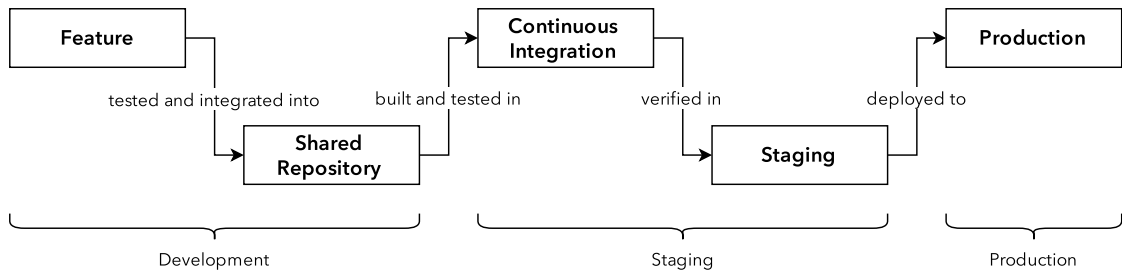 Feature
Continuous
Integration
Production
tested and integrated into
built and tested in
verified in
deployed to
Shared
Repository
Staging
Development
Staging
Production